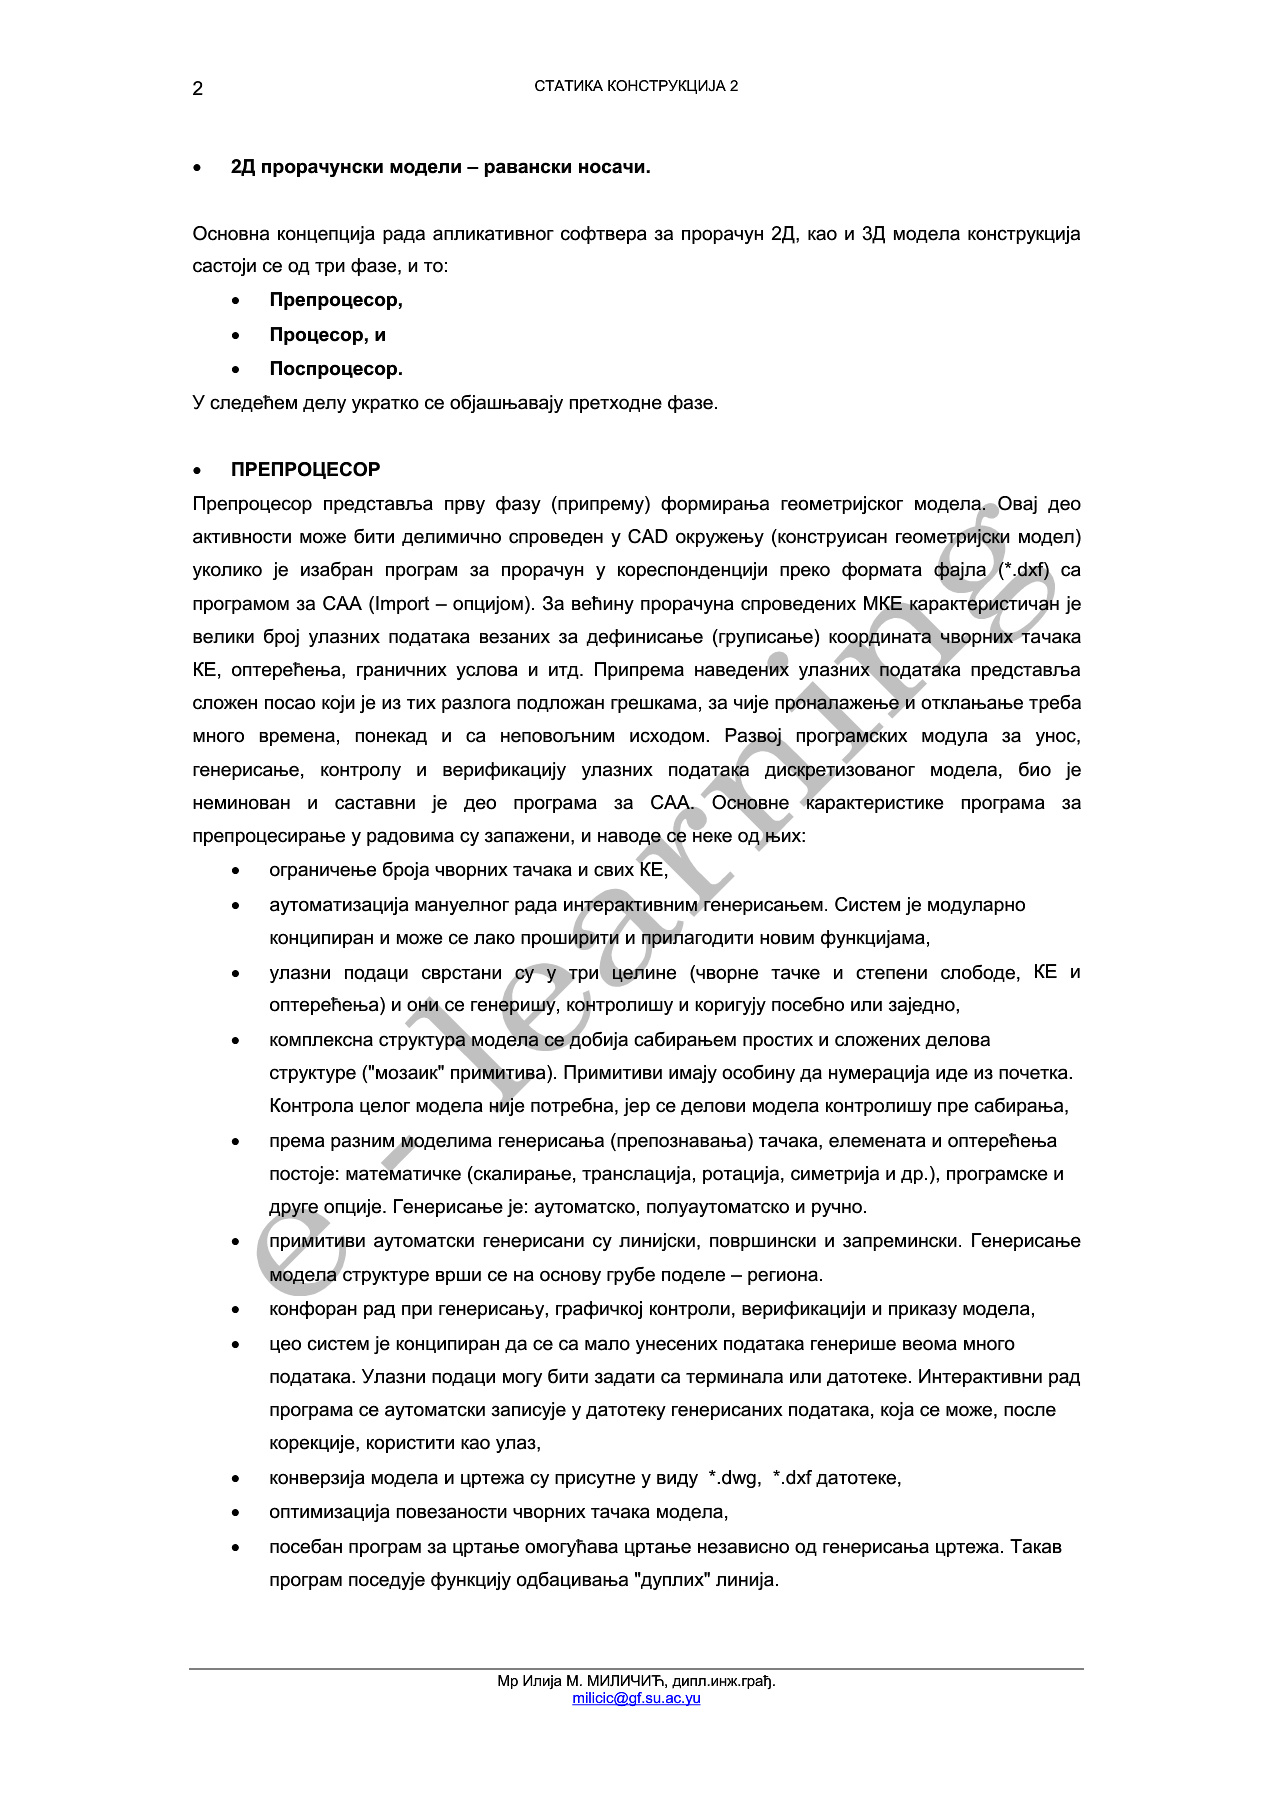 2
СТАТИКА КОНСТРУКЦИЈА 2
• 2Д прорачунски модели – равански носачи.
Основна концепција рада апликативног софтвера за прорачун 2Д, као и 3Д модела конструкција
састоји се од три фазе, и то:
• Препроцесор,
• Процесор, и
• Поспроцесор.
У следећем делу укратко се објашњавају претходне фазе.
• ПРЕПРОЦЕСОР
Препроцесор представља прву фазу (припрему) формирања геометријског модела. Овај део
активности може бити делимично спроведен у CAD окружењу (конструисан геометријски модел)
уколико је изабран програм за прорачун у кореспонденцији преко формата фајла (*.dxf) са
програмом за САА (Import – опцијом). За већину прорачуна спроведених МКЕ карактеристичан је
велики број улазних података везаних за дефинисање (груписање) координата чворних тачака
КЕ, оптерећења, граничних услова и итд. Припрема наведених улазних података представља
сложен посао који је из тих разлога подложан грешкама, за чије проналажење и отклањање треба
много времена, понекад и са неповољним исходом. Развој програмских модула за унос,
генерисање, контролу и верификацију улазних података дискретизованог модела, био је
неминован и саставни је део програма за САА. Основне карактеристике програма за
препроцесирање у радовима су запажени, и наводе се неке од њих:
• ограничење броја чворних тачака и свих КЕ,
• аутоматизација мануелног рада интерактивним генерисањем. Систем је модуларно
конципиран и може се лако проширити и прилагодити новим функцијама,
• улазни подаци сврстани су у три целине (чворне тачке и степени слободе, КЕ и
оптерећења) и они се генеришу, контролишу и коригују посебно или заједно,
• комплексна структура модела се добија сабирањем простих и сложених делова
структуре ("мозаик" примитива). Примитиви имају особину да нумерација иде из почетка.
Контрола целог модела није потребна, јер се делови модела контролишу пре сабирања,
• према разним моделима генерисања (препознавања) тачака, елемената и оптерећења
постоје: математичке (скалирање, транслација, ротација, симетрија и др.), програмске и
друге опције. Генерисање је: аутоматско, полуаутоматско и ручно.
• примитиви аутоматски генерисани су линијски, површински и запремински. Генерисање
модела структуре врши се на основу грубе поделе – региона.
• конфоран рад при генерисању, графичкој контроли, верификацији и приказу модела,
• цео систем је конципиран да се са мало унесених података генерише веома много
података. Улазни подаци могу бити задати са терминала или датотеке. Интерактивни рад
програма се аутоматски записује у датотеку генерисаних података, која се може, после
корекције, користити као улаз,
• конверзија модела и цртежа су присутне у виду *.dwg, *.dxf датотеке,
• оптимизација повезаности чворних тачака модела,
• посебан програм за цртање омогућава цртање независно од генерисања цртежа. Такав
програм поседује функцију одбацивања "дуплих" линија.
e - learning
Мр Илија М. МИЛИЧИЋ, дипл.инж.грађ.
milicic@gf.su.ac.yu